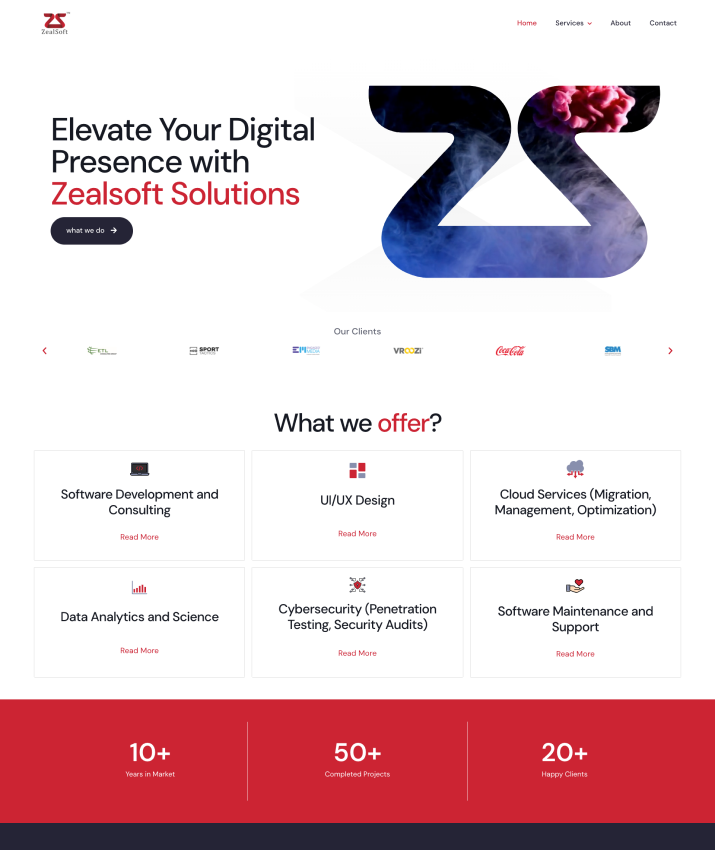 ZealSoft
Home Services About Contact
Elevate Your Digital
Presence with
Zealsoft Solutions
what we do
Our Clients
ETL
SPORT
VROOZI
Coca-Cola
SBM
What we offer?
Software Development and
Consulting
Read More
UI/UX Design
Read More
Cloud Services (Migration,
Management, Optimization)
Read More
Data Analytics and Science
Read More
Cybersecurity (Penetration
Testing, Security Audits)
Read More
Software Maintenance and
Support
Read More
10+
Years in Market
50+
Completed Projects
20+
Happy Clients